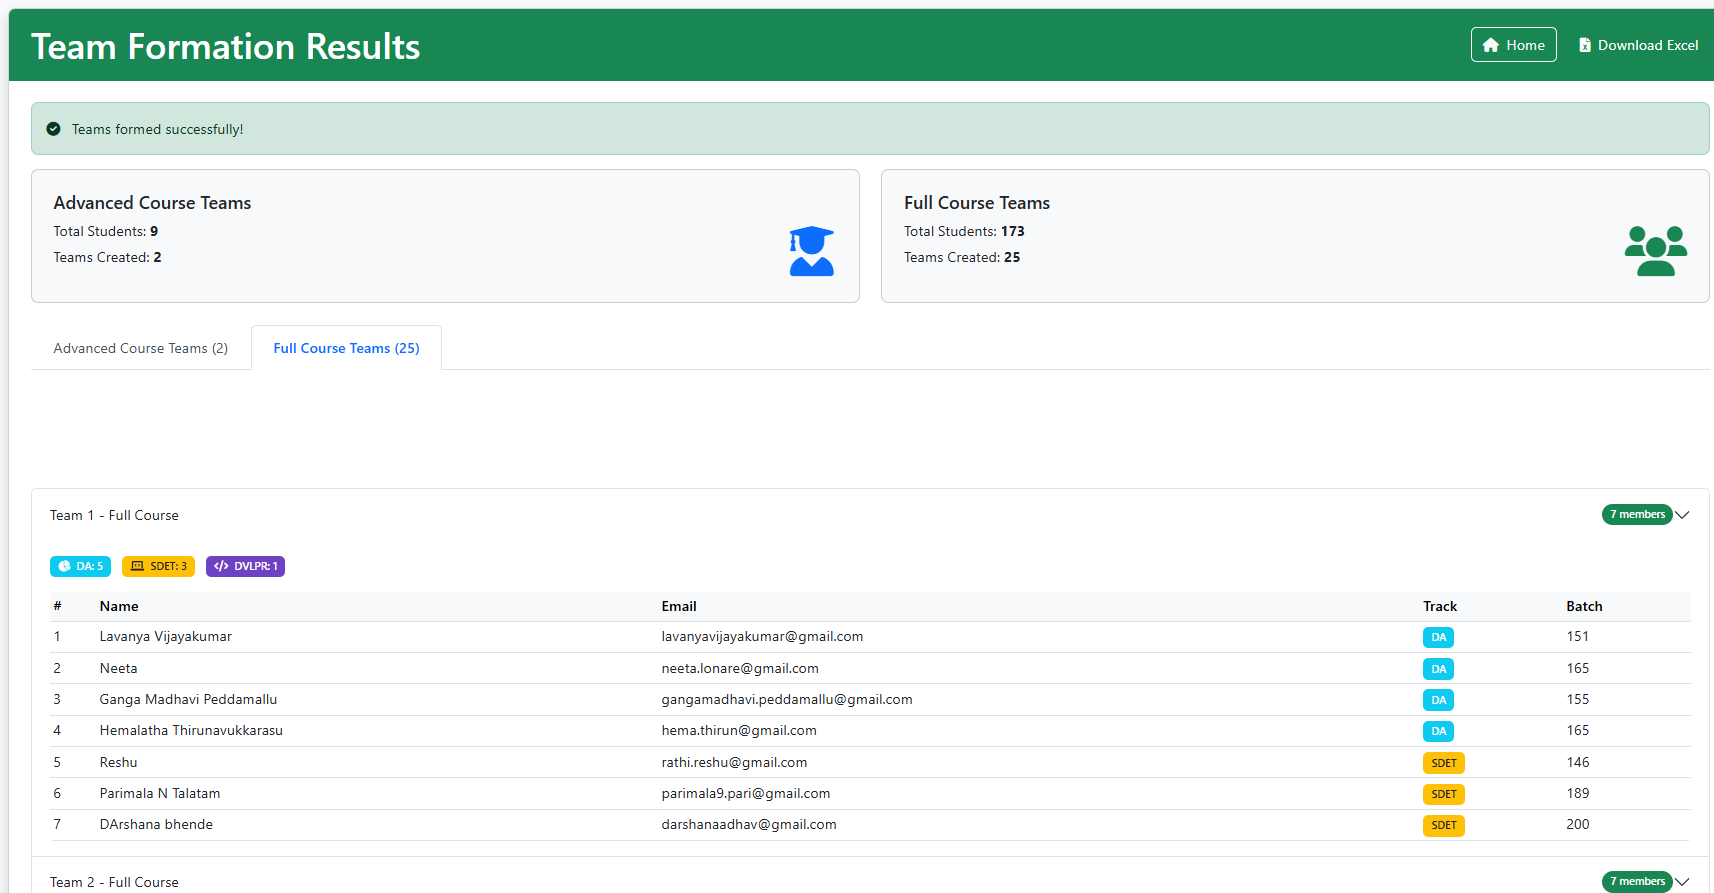 Team Formation Results
Home
Download Excel
Teams formed successfully!
Advanced Course Teams
Total Students: 9
Teams Created: 2
Full Course Teams
Total Students: 173
Teams Created: 25
Advanced Course Teams (2)
Full Course Teams (25)
Team 1 - Full Course
7 members
DA: 5
SDET: 3
DVLPR: 1
# Name Email Track Batch
1 Lavanya Vijayakumar lavanyavijayakumar@gmail.com DA 151
2 Neeta neeta.lonare@gmail.com DA 165
3 Ganga Madhavi Peddamallu gangamadhavi.peddamallu@gmail.com DA 155
4 Hemalatha Thirunavukkarasu hema.thirun@gmail.com DA 165
5 Reshu rathi.reshu@gmail.com SDET 146
6 Parimala N Talatam parimala9.pari@gmail.com SDET 189
7 DArshana bhende darshanaadhav@gmail.com SDET 200
Team 2 - Full Course
7 members